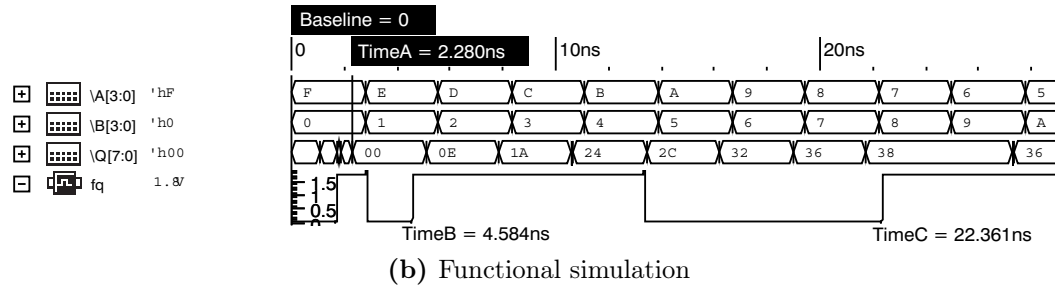 Baseline = 0
0 TimeA = 2.280ns 10ns 20ns
\A[3:0] 'hF F E D C B A 9 8 7 6 5
\B[3:0] 'h0 0 1 2 3 4 5 6 7 8 9 A
\Q[7:0] 'h00 00 0E 1A 24 2C 32 36 38 36
fq 1.8V 1.5
0.5
TimeB = 4.584ns TimeC = 22.361ns
(b) Functional simulation